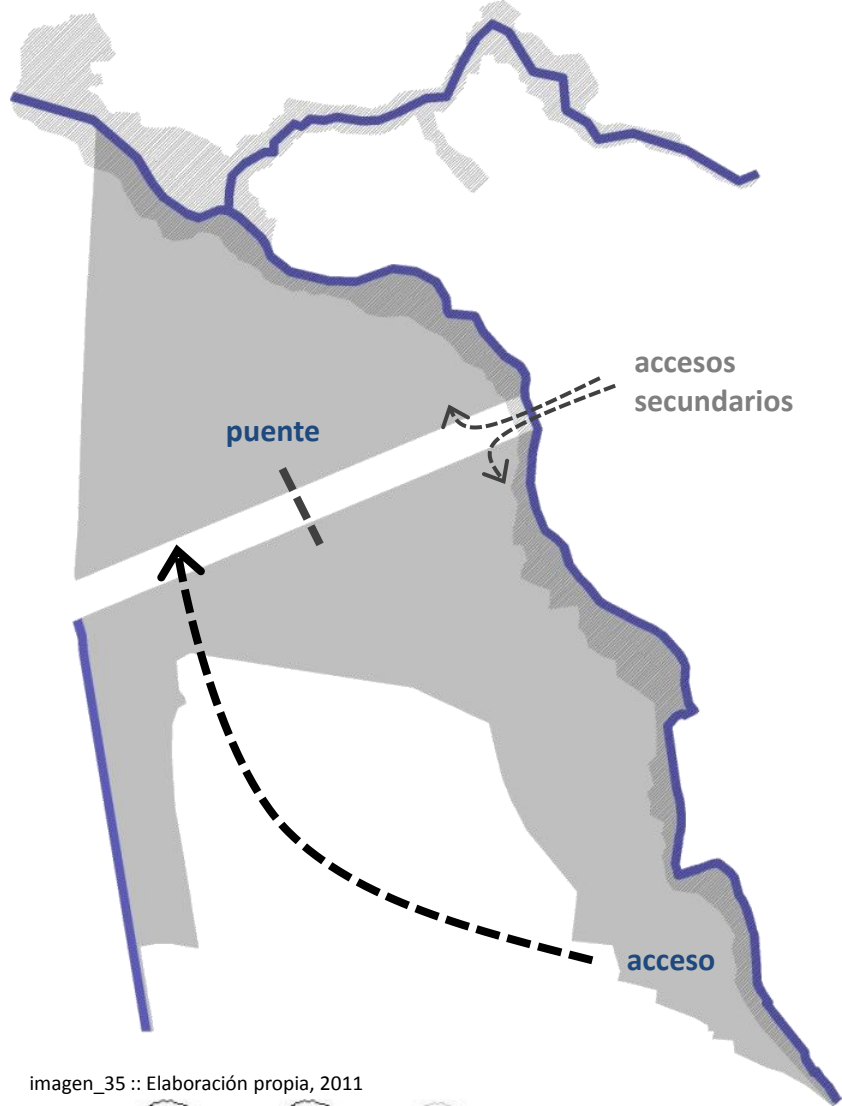 accesos
secundarios
puente
acceso
imagen_35 :: Elaboración propia, 2011